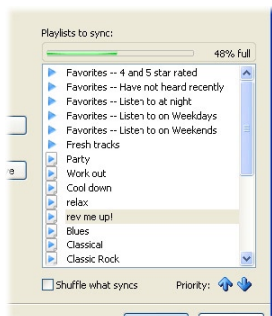 Playlists to sync:
48% full
Favorites -- 4 and 5 star rated
Favorites -- Have not heard recently
Favorites -- Listen to at night
Favorites -- Listen to on Weekdays
Favorites -- Listen to on Weekends
Fresh tracks
Party
Work out
Cool down
relax
rev me up!
Blues
Classical
Classic Rock
Shuffle what syncs Priority: